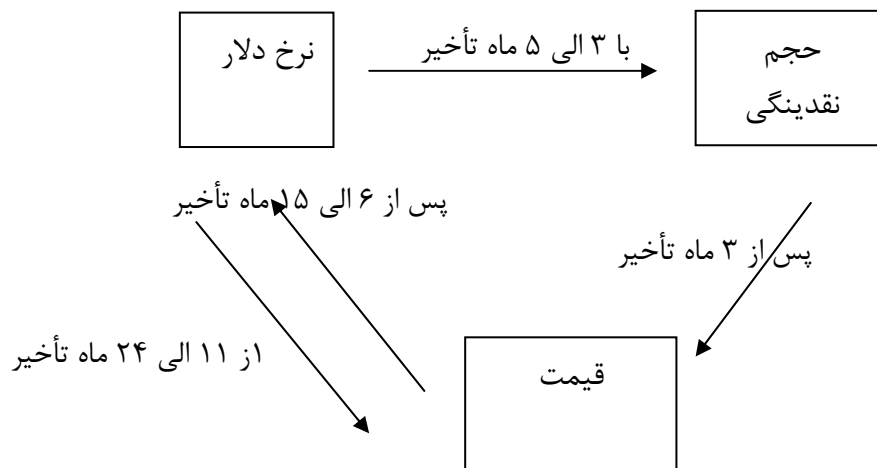 حجم
نقدینگی
با ۳ الی ۵ ماه تأخیر
نرخ دلار
پس از ۶ الی ۱۵ ماه تأخیر
پس از ۳ ماه تأخیر
۱ز ۱۱ الی ۲۴ ماه تأخیر
قیمت